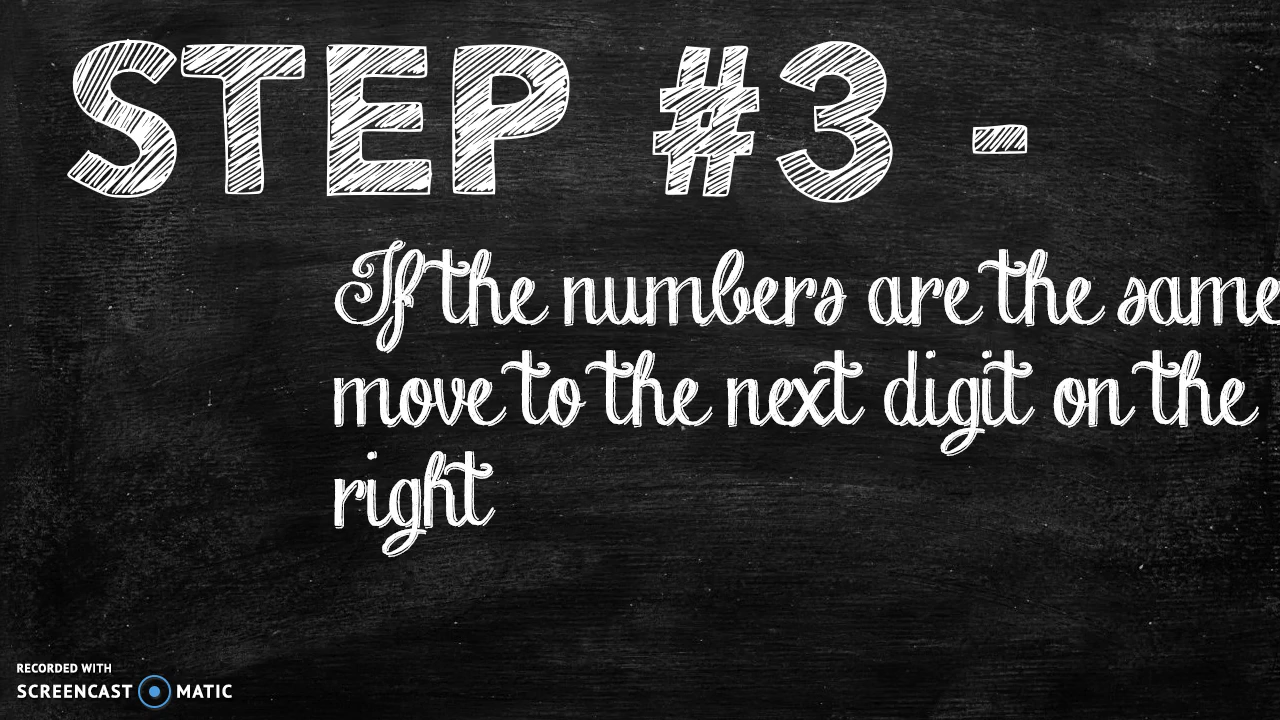 STEP #3 -
If the numbers are the same
move to the next digit on the
right
RECORDED WITH
SCREENCAST MATIC